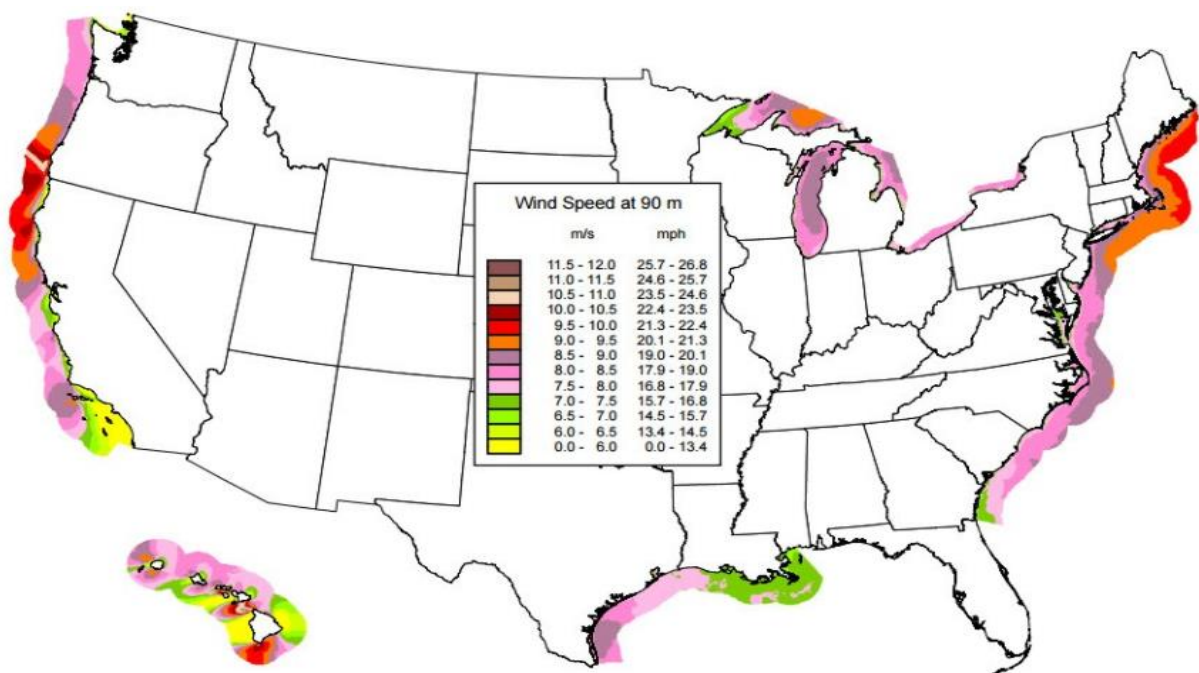 Wind Speed at 90 m
m/s mph
11.5 - 12.0 25.7 - 26.8
11.0 - 11.5 24.6 - 25.7
10.5 - 11.0 23.5 - 24.6
10.0 - 10.5 22.4 - 23.5
9.5 - 10.0 21.3 - 22.4
9.0 - 9.5 20.1 - 21.3
8.5 - 9.0 19.0 - 20.1
8.0 - 8.5 17.9 - 19.0
7.5 - 8.0 16.8 - 17.9
7.0 - 7.5 15.7 - 16.8
6.5 - 7.0 14.5 - 15.7
6.0 - 6.5 13.4 - 14.5
0.0 - 6.0 0.0 - 13.4